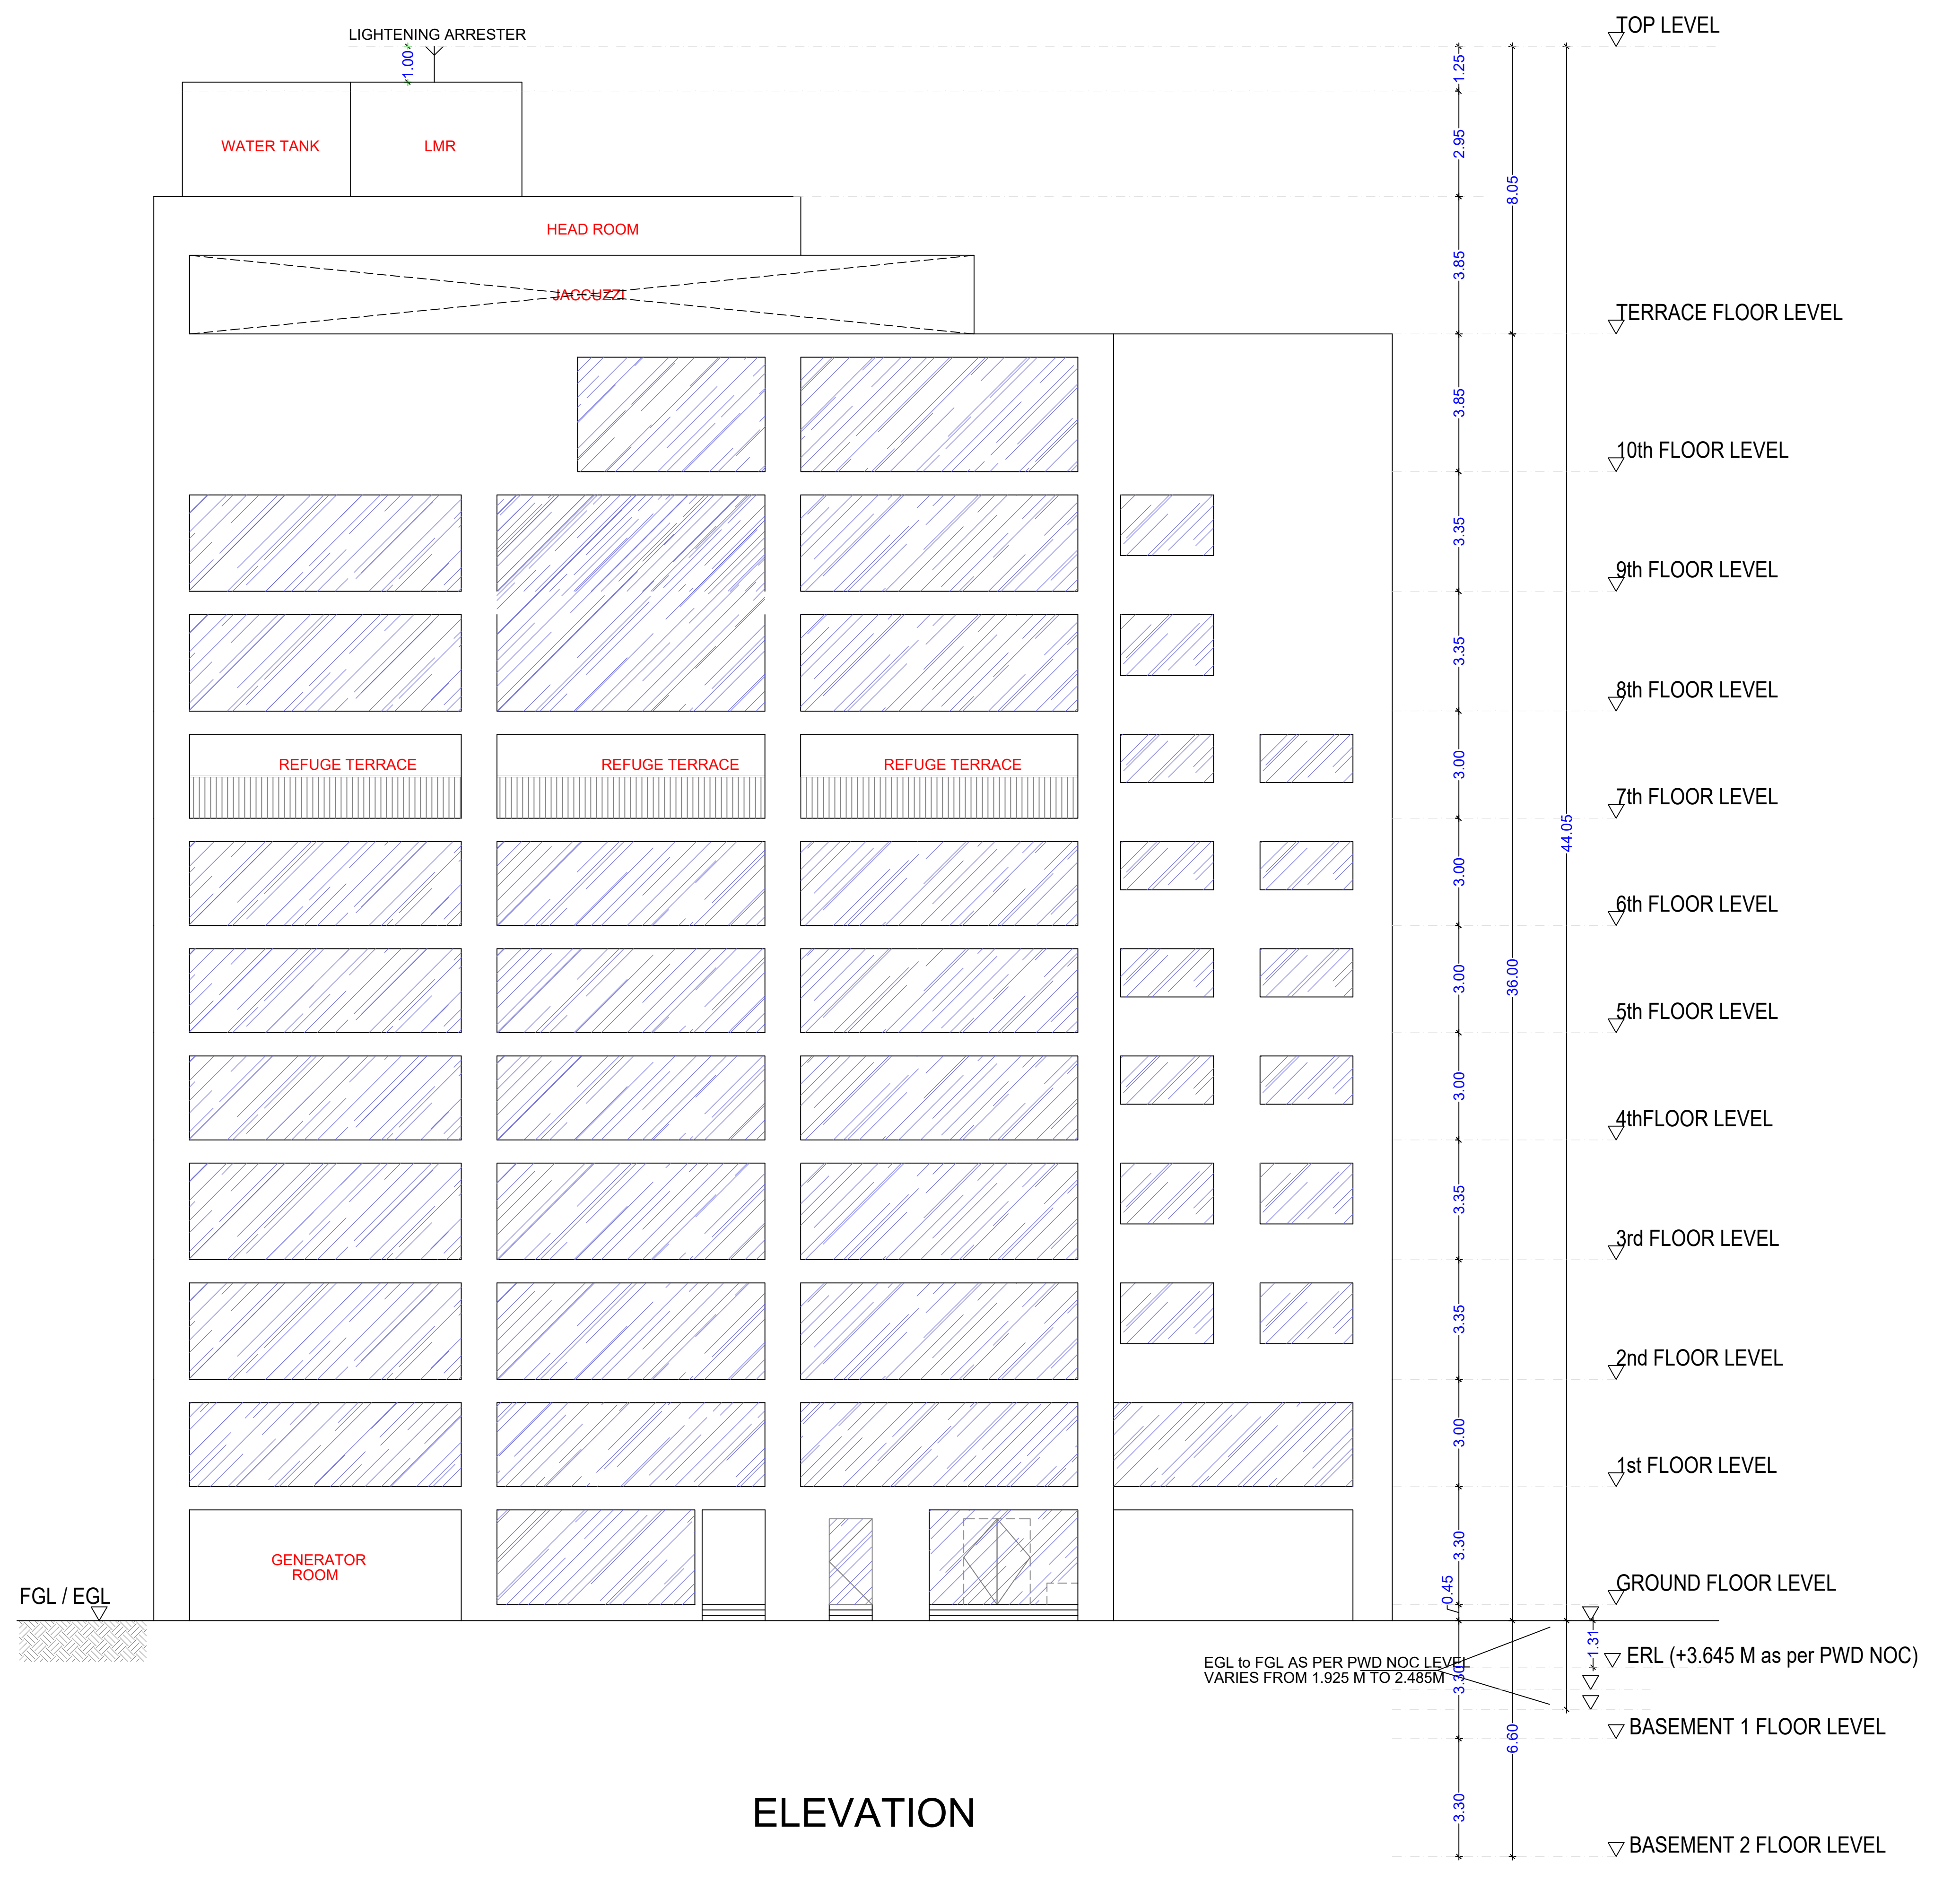 TOP LEVEL
LIGHTENING ARRESTER
1.00
1.25
WATER TANK
LMR
2.95
8.05
HEAD ROOM
3.85
JACCUZZI
TERRACE FLOOR LEVEL
3.85
10th FLOOR LEVEL
3.35
9th FLOOR LEVEL
3.35
8th FLOOR LEVEL
REFUGE TERRACE
REFUGE TERRACE
REFUGE TERRACE
3.00
7th FLOOR LEVEL
44.05
3.00
6th FLOOR LEVEL
3.00
36.00
5th FLOOR LEVEL
3.00
4thFLOOR LEVEL
3.35
3rd FLOOR LEVEL
3.35
2nd FLOOR LEVEL
3.00
1st FLOOR LEVEL
3.30
GENERATOR
ROOM
FGL / EGL
0.45
GROUND FLOOR LEVEL
1.31
ERL (+3.645 M as per PWD NOC)
EGL to FGL AS PER PWD NOC LEVEL
VARIES FROM 1.925 M TO 2.485M
3.30
6.60
BASEMENT 1 FLOOR LEVEL
3.30
ELEVATION
BASEMENT 2 FLOOR LEVEL